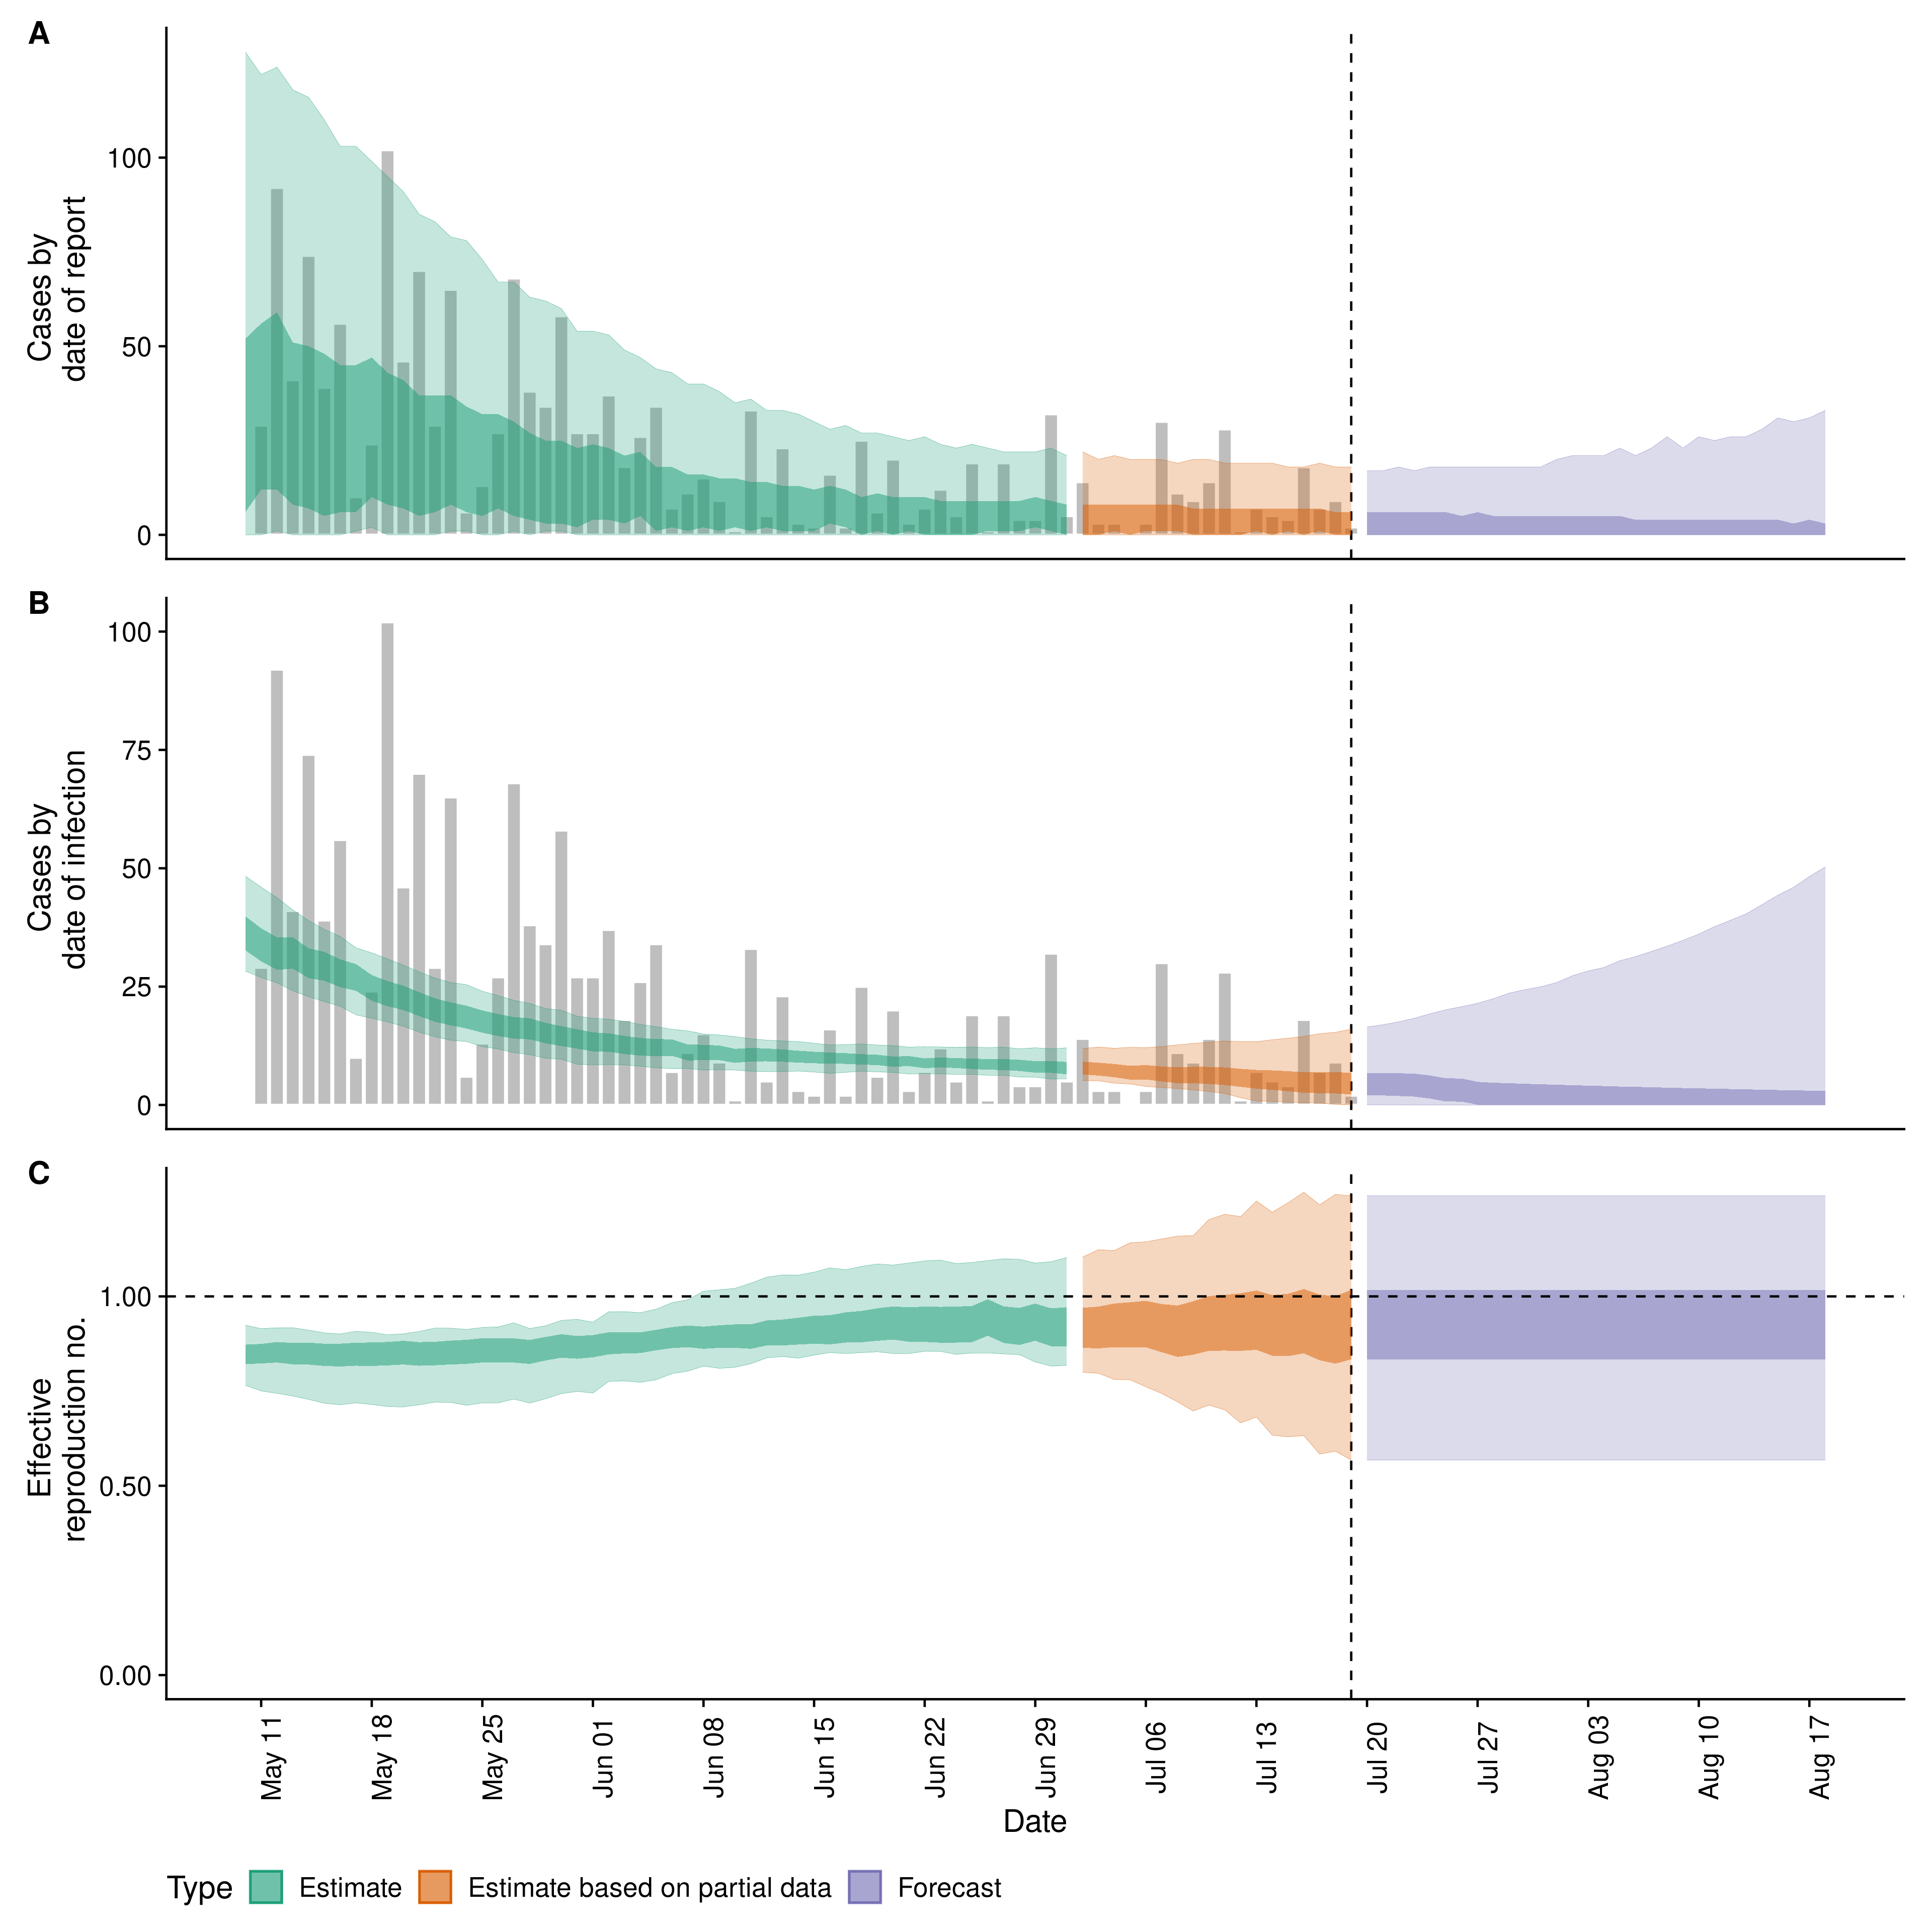 A
100
50
0
Cases by
date of report
B
100
75
50
25
0
Cases by
date of infection
C
1.00
0.50
0.00
Effective
reproduction no.
May 11
May 18
May 25
Jun 01
Jun 08
Jun 15
Jun 22
Jun 29
Jul 06
Jul 13
Jul 20
Jul 27
Aug 03
Aug 10
Aug 17
Date
Type Estimate Estimate based on partial data Forecast